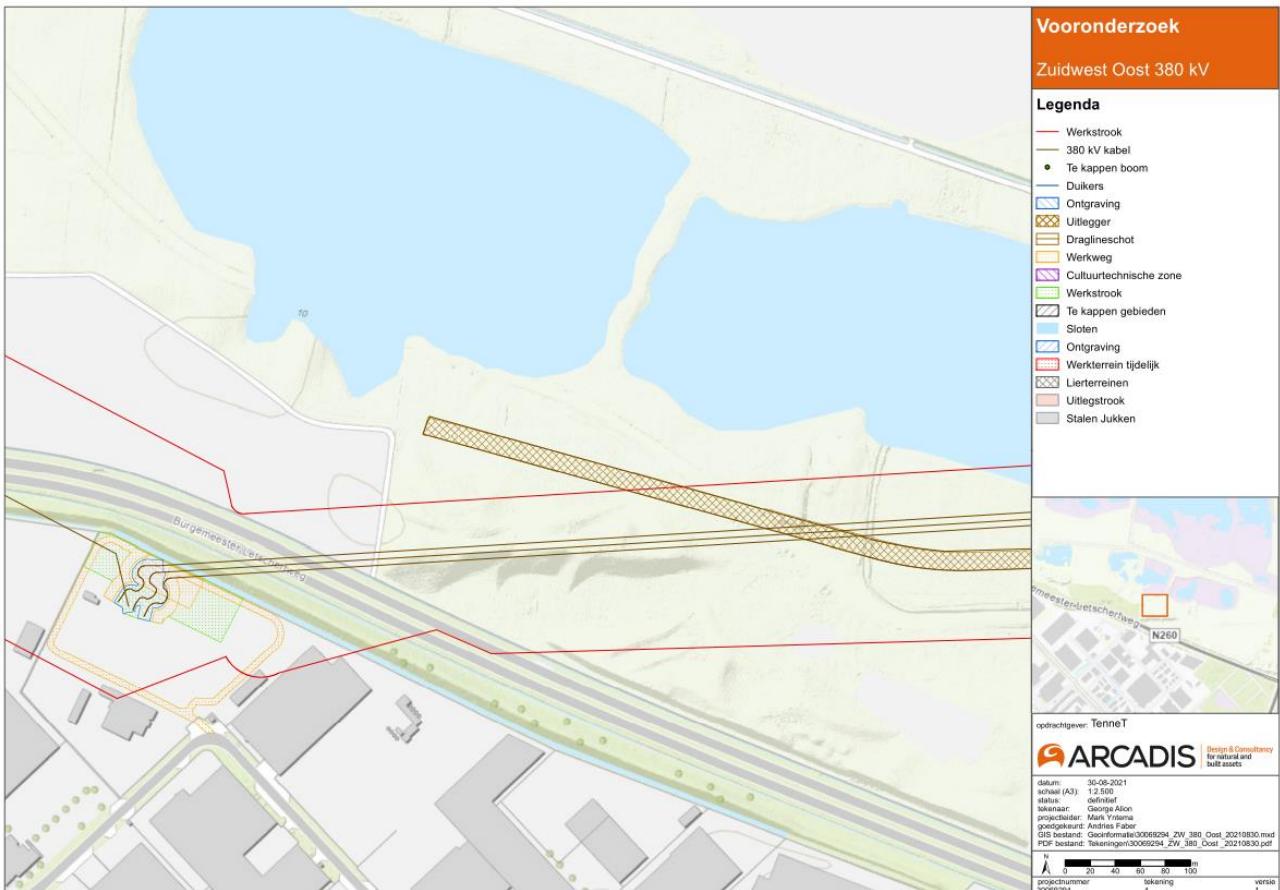 Vooronderzoek
Zuidwest Oost 380 kV
Legenda
Werkstrook
380 kV kabel
Te kappen boom
Duikers
Ontgraving
Uitlegger
Draglineschot
Werkweg
Cultuurtechnische zone
Werkstrook
Te kappen gebieden
Sloten
Ontgraving
Werkterrein tijdelijk
Lierterreinen
Uitlegstrook
Stalen Jukken
10
Burgemeester-Letschertweg
emeester-Letschertweg
N260
opdrachtgever: TenneT
ARCADIS
Design & Consultancy
for natural and
built assets
datum: 30-08-2021
schaal (A3): 1:2.500
status: definitief
tekenaar: George Alion
projectleider: Mark Yntema
goedgekeurd: Andries Faber
GIS bestand: Geoinformatie\30069294_ZW_380_Oost_20210830.mxd
PDF bestand: Tekeningen\30069294_ZW_380_Oost_20210830.pdf
N
m
0 20 40 60 80 100
projectnummer tekening versie